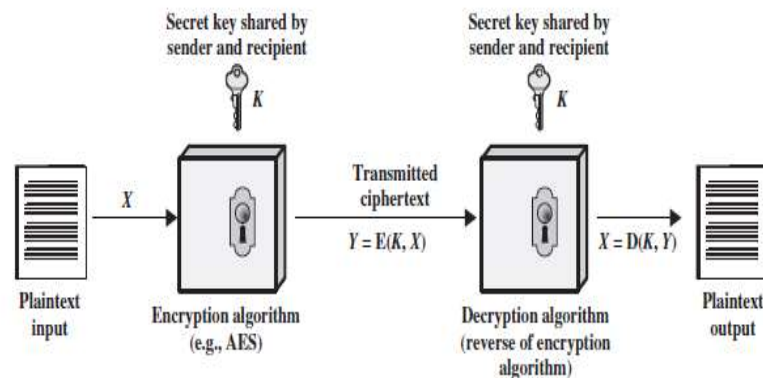 Secret key shared by
sender and recipient
K
Secret key shared by
sender and recipient
K
X
Transmitted
ciphertext
Y = E(K, X)
X = D(K, Y)
Plaintext
input
Encryption algorithm
(e.g., AES)
Decryption algorithm
(reverse of encryption
algorithm)
Plaintext
output